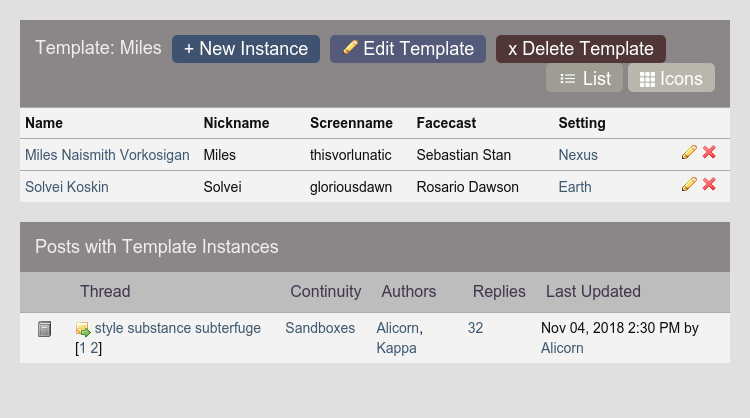 Template: Miles + New Instance Edit Template x Delete Template
List Icons
Name Nickname Screenname Facecast Setting
Miles Naismith Vorkosigan Miles thisvorlunatic Sebastian Stan Nexus
Solvei Koskin Solvei gloriousdawn Rosario Dawson Earth
Posts with Template Instances
Thread Continuity Authors Replies Last Updated
style substance subterfuge Sandboxes Alicorn, 32 Nov 04, 2018 2:30 PM by
[1 2] Kappa Alicorn